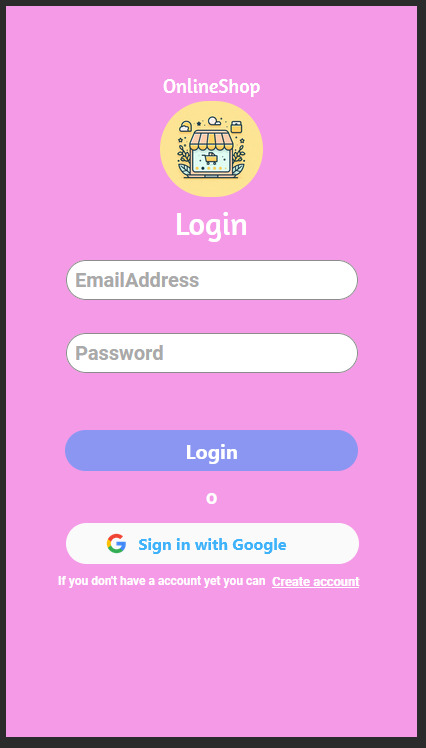 OnlineShop
Login
EmailAddress
Password
Login
o
Sign in with Google
If you don't have a account yet you can Create account